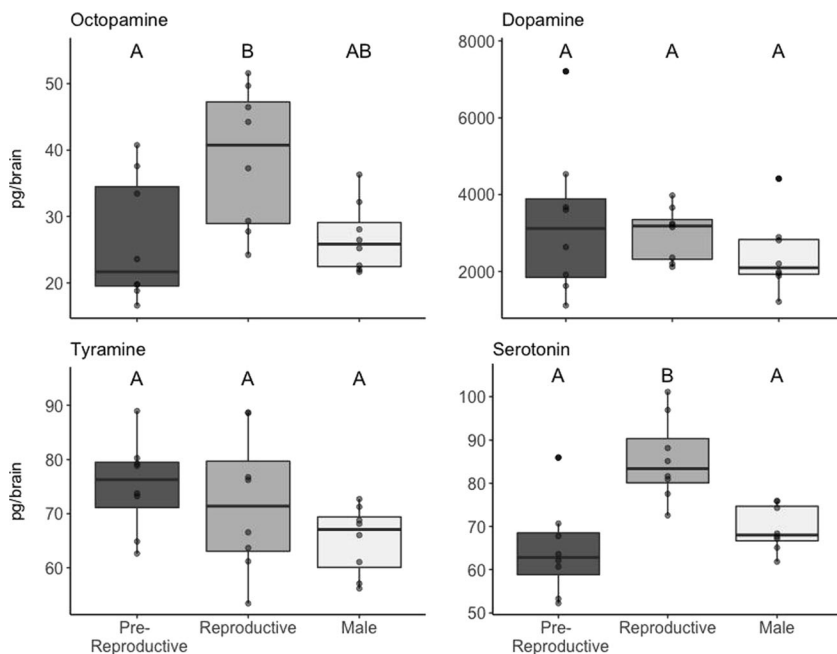 Octopamine
A B AB
50
40
30
20
pg/brain
Dopamine
A A A
8000
6000
4000
2000
Tyramine
A A A
90
80
70
60
pg/brain
Pre-
Reproductive
Reproductive
Male
Serotonin
A B A
100
90
80
70
60
50
Pre-
Reproductive
Reproductive
Male